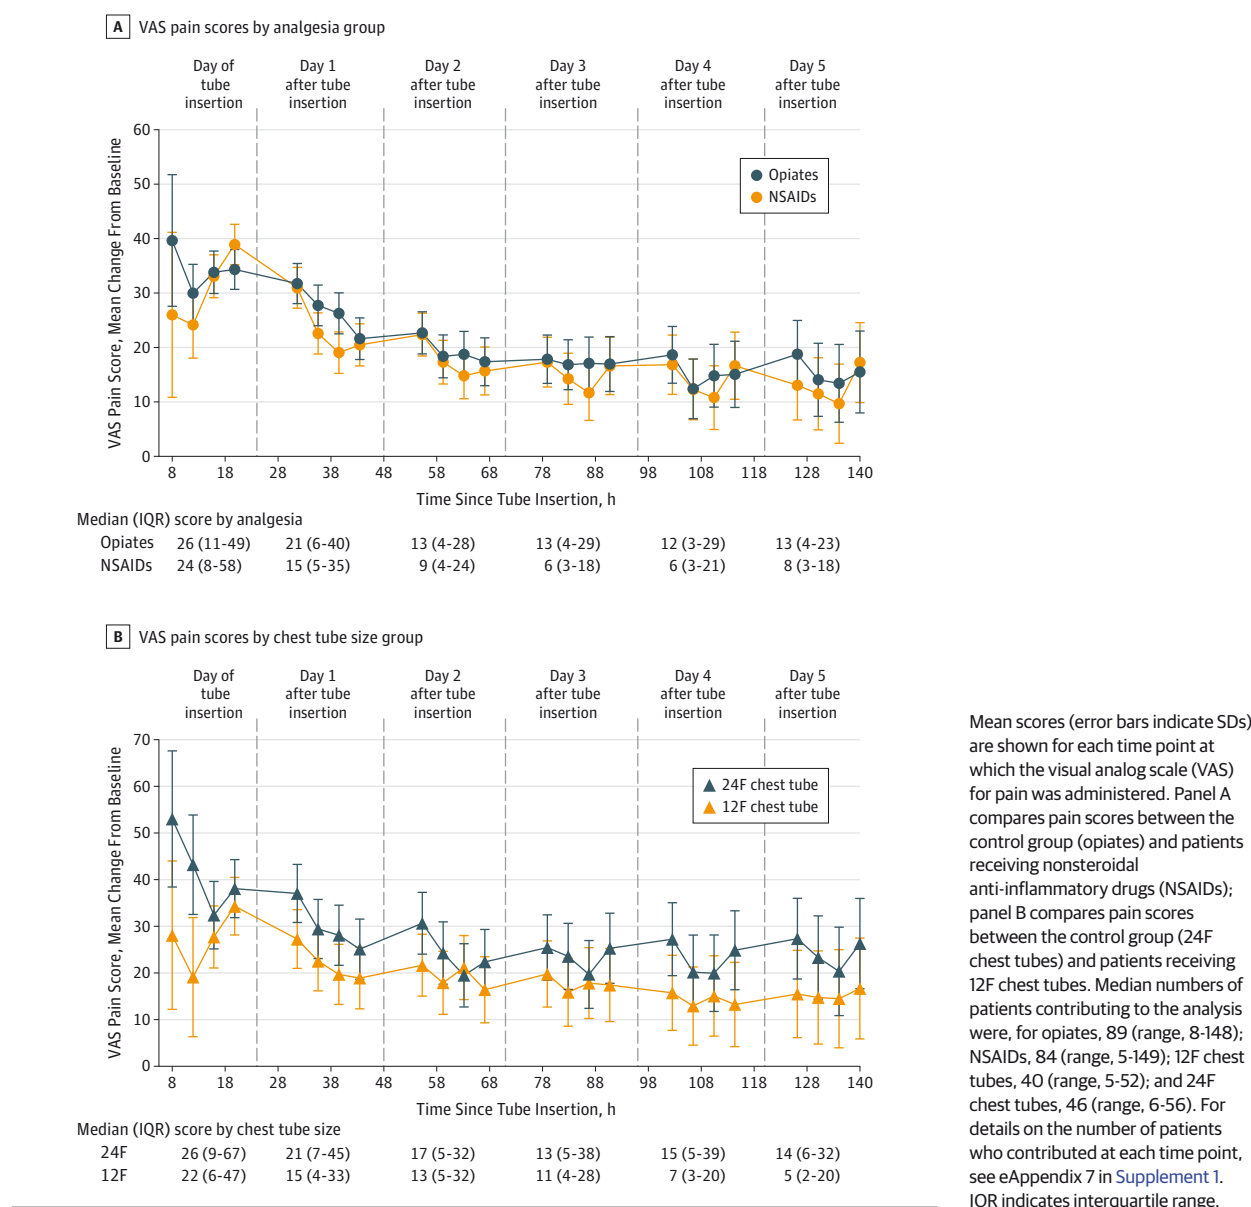 A VAS pain scores by analgesia group
Day of tube insertion
Day 1 after tube insertion
Day 2 after tube insertion
Day 3 after tube insertion
Day 4 after tube insertion
Day 5 after tube insertion
VAS Pain Score, Mean Change From Baseline
60
50
40
30
20
10
0
Opiates
NSAIDs
8 18 28 38 48 58 68 78 88 98 108 118 128 140
Time Since Tube Insertion, h
Median (IQR) score by analgesia
Opiates 26 (11-49) 21 (6-40) 13 (4-28) 13 (4-29) 12 (3-29) 13 (4-23)
NSAIDs 24 (8-58) 15 (5-35) 9 (4-24) 6 (3-18) 6 (3-21) 8 (3-18)
B VAS pain scores by chest tube size group
Day of tube insertion
Day 1 after tube insertion
Day 2 after tube insertion
Day 3 after tube insertion
Day 4 after tube insertion
Day 5 after tube insertion
VAS Pain Score, Mean Change From Baseline
70
60
50
40
30
20
10
0
24F chest tube
12F chest tube
8 18 28 38 48 58 68 78 88 98 108 118 128 140
Time Since Tube Insertion, h
Median (IQR) score by chest tube size
24F 26 (9-67) 21 (7-45) 17 (5-32) 13 (5-38) 15 (5-39) 14 (6-32)
12F 22 (6-47) 15 (4-33) 13 (5-32) 11 (4-28) 7 (3-20) 5 (2-20)
Mean scores (error bars indicate SDs)
are shown for each time point at
which the visual analog scale (VAS)
for pain was administered. Panel A
compares pain scores between the
control group (opiates) and patients
receiving nonsteroidal
anti-inflammatory drugs (NSAIDs);
panel B compares pain scores
between the control group (24F
chest tubes) and patients receiving
12F chest tubes. Median numbers of
patients contributing to the analysis
were, for opiates, 89 (range, 8-148);
NSAIDs, 84 (range, 5-149); 12F chest
tubes, 40 (range, 5-52); and 24F
chest tubes, 46 (range, 6-56). For
details on the number of patients
who contributed at each time point,
see eAppendix 7 in Supplement 1.
IQR indicates interquartile range.